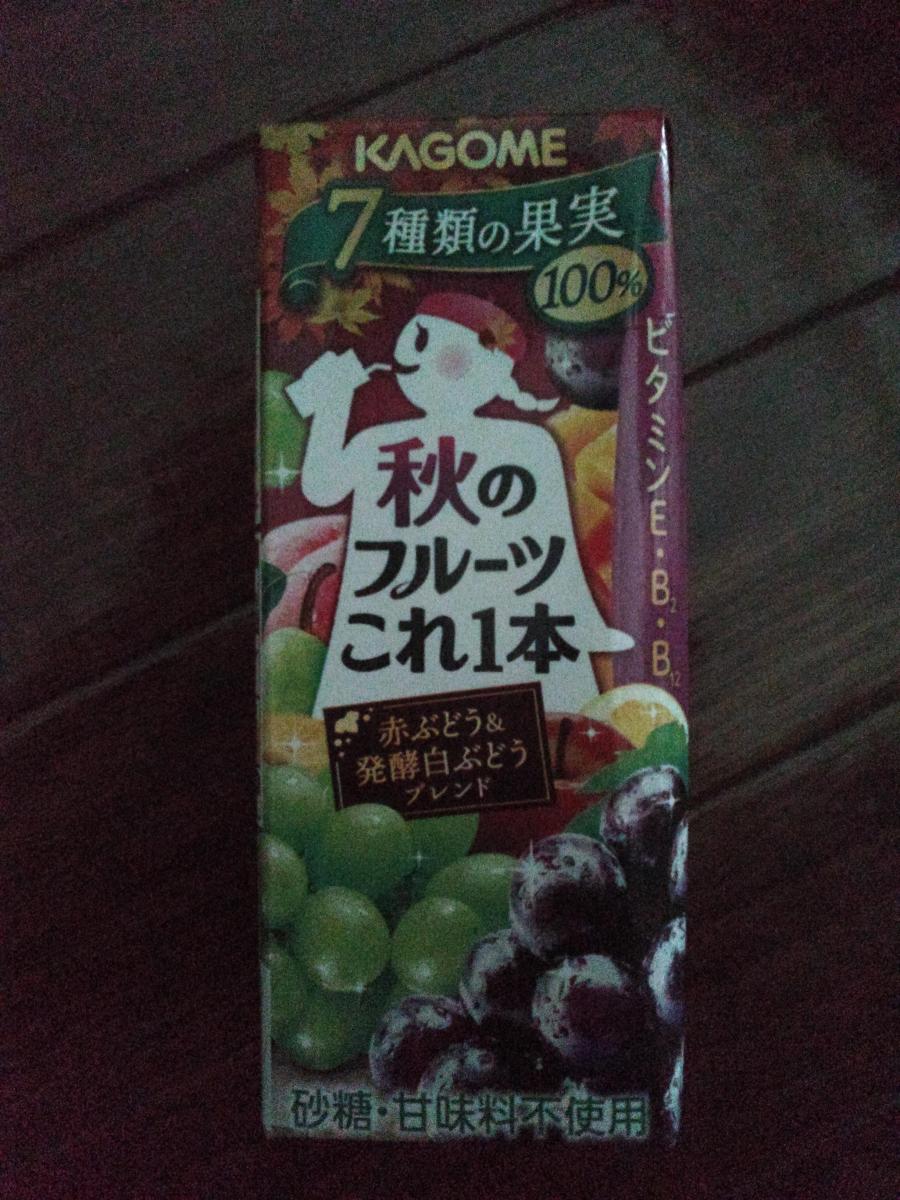 KAGOME
7種類の果実
100%
秋の
フルーツ
これ1本
赤ぶどう&
発酵白ぶどう
ブレンド
ビタミンE・B2・B12
砂糖・甘味料不使用